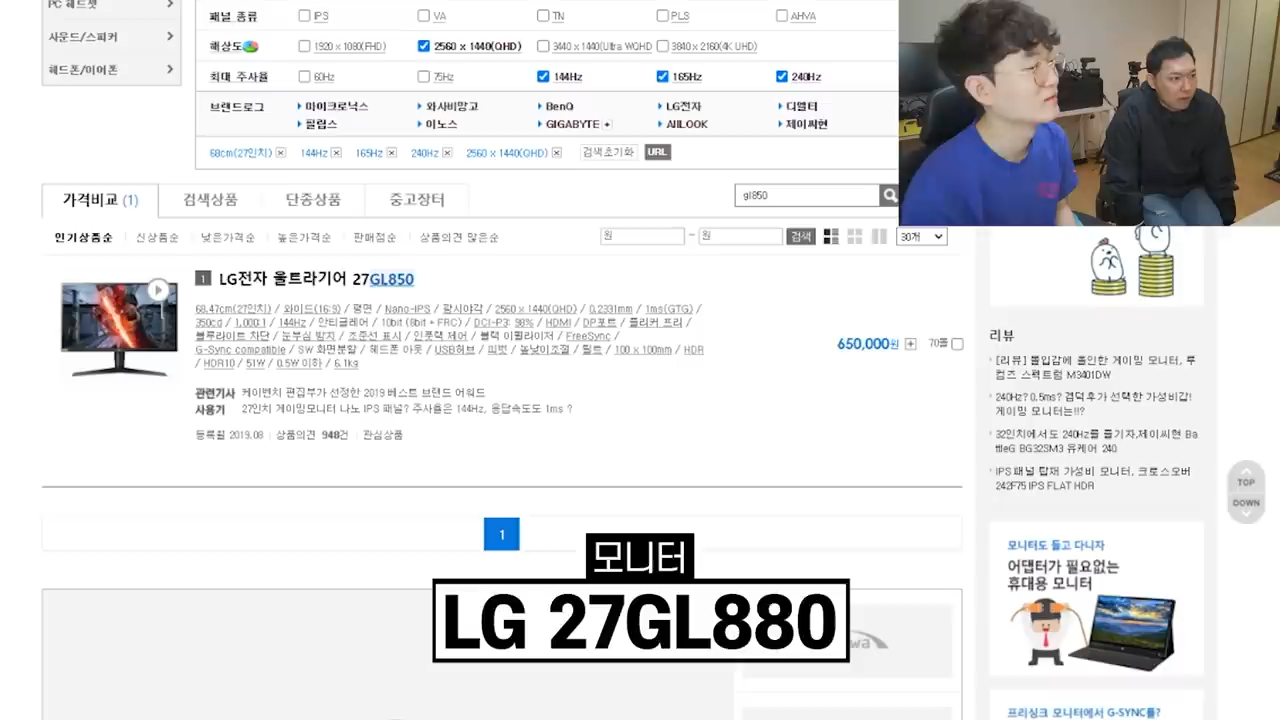 PC 헤드셋
사운드/스피커
헤드폰/이어폰
패널 종류 IPS VA TN PLS AHVA
해상도 1920 x 1080(FHD) 2560 x 1440(QHD) 3440 x 1440(Ultra WQHD 3840 x 2160(4K UHD)
최대 주사율 60Hz 75Hz 144Hz 165Hz 240Hz
브랜드로그 마이크로닉스 와사비망고 BenQ LG전자 디엘티
필립스 이노스 GIGABYTE AULOOK 제이씨현
68cm(27인치) 144Hz 165Hz 240Hz 2560 x 1440(QHD) 검색초기화 URL
가격비교 (1) 검색상품 단종상품 중고장터
gl850
인기상품순 신상품순 낮은가격순 높은가격순 판매점순 상품의견 많은순
원 ~ 원 검색 30개
1 LG전자 울트라기어 27GL850
68.47cm(27인치) / 와이드(16:9) / 평면 / Nano-IPS / 광시야각 / 2560 x 1440(QHD) / 0.2331mm / 1ms(GTG) /
350cd / 1,000:1 / 144Hz / 안티글레어 / 10bit (8bit + FRC) / DCI-P3: 98% / HDMI / DP포트 / 플리커 프리 /
블루라이트 차단 / 눈부심 방지 / 조준선 표시 / 인풋랙 제어 / 블랙 이퀄라이저 / FreeSync /
G-Sync compatible / SW 화면분할 / 헤드폰 아웃 / USB허브 / 피벗 / 높낮이조절 / 틸트 / 100 x 100mm / HDR
/ HDR10 / 51W / 0.5W 이하 / 6.1kg
650,000원 70몰
관련기사 케이벤치 편집부가 선정한 2019 베스트 브랜드 어워드
사용기 27인치 게이밍모니터 나노 IPS 패널? 주사율은 144Hz, 응답속도도 1ms ?
등록월 2019.08 상품의견 948건 관심상품
1
모니터
LG 27GL880
리뷰
[리뷰] 몰입감에 올인한 게이밍 모니터, 루
컴즈 스펙트럼 M3401DW
240Hz? 0.5ms? 겜덕후가 선택한 가성비갑!
게이밍 모니터는!!?
32인치에서도 240Hz를 즐기자,제이씨현 Ba
ttleG BG32SM3 유케어 240
IPS 패널 탑재 가성비 모니터, 크로스오버
242F75 IPS FLAT HDR
TOP
DOWN
모니터도 들고 다니자
어댑터가 필요없는
휴대용 모니터
프리싱크 모니터에서 G-SYNC를?